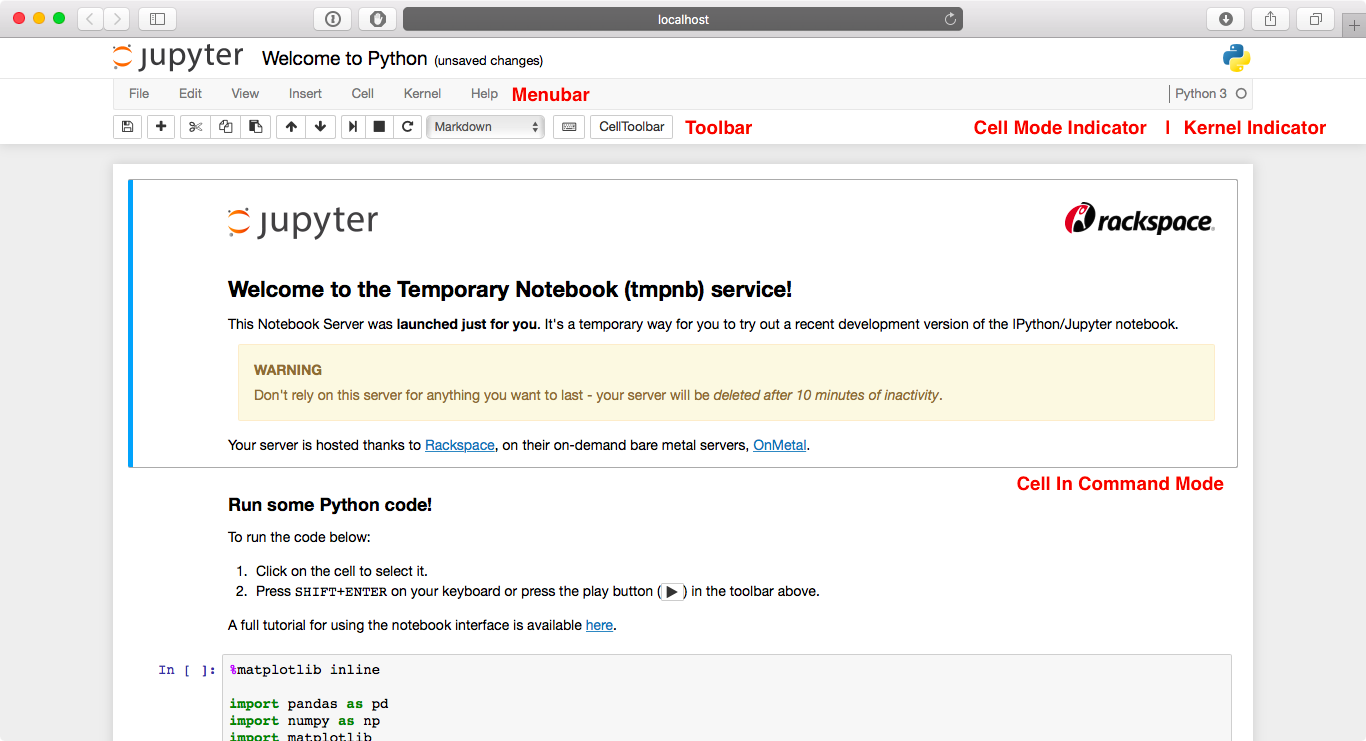 localhost
jupyter Welcome to Python (unsaved changes)
File Edit View Insert Cell Kernel Help Menubar Python 3
Markdown CellToolbar Toolbar Cell Mode Indicator | Kernel Indicator
jupyter rackspace.
Welcome to the Temporary Notebook (tmpnb) service!
This Notebook Server was launched just for you. It's a temporary way for you to try out a recent development version of the IPython/Jupyter notebook.
WARNING
Don't rely on this server for anything you want to last - your server will be deleted after 10 minutes of inactivity.
Your server is hosted thanks to Rackspace, on their on-demand bare metal servers, OnMetal.
Cell In Command Mode
Run some Python code!
To run the code below:
1. Click on the cell to select it.
2. Press SHIFT+ENTER on your keyboard or press the play button (▶) in the toolbar above.
A full tutorial for using the notebook interface is available here.
In [ ]: %matplotlib inline
import pandas as pd
import numpy as np
import matplotlib